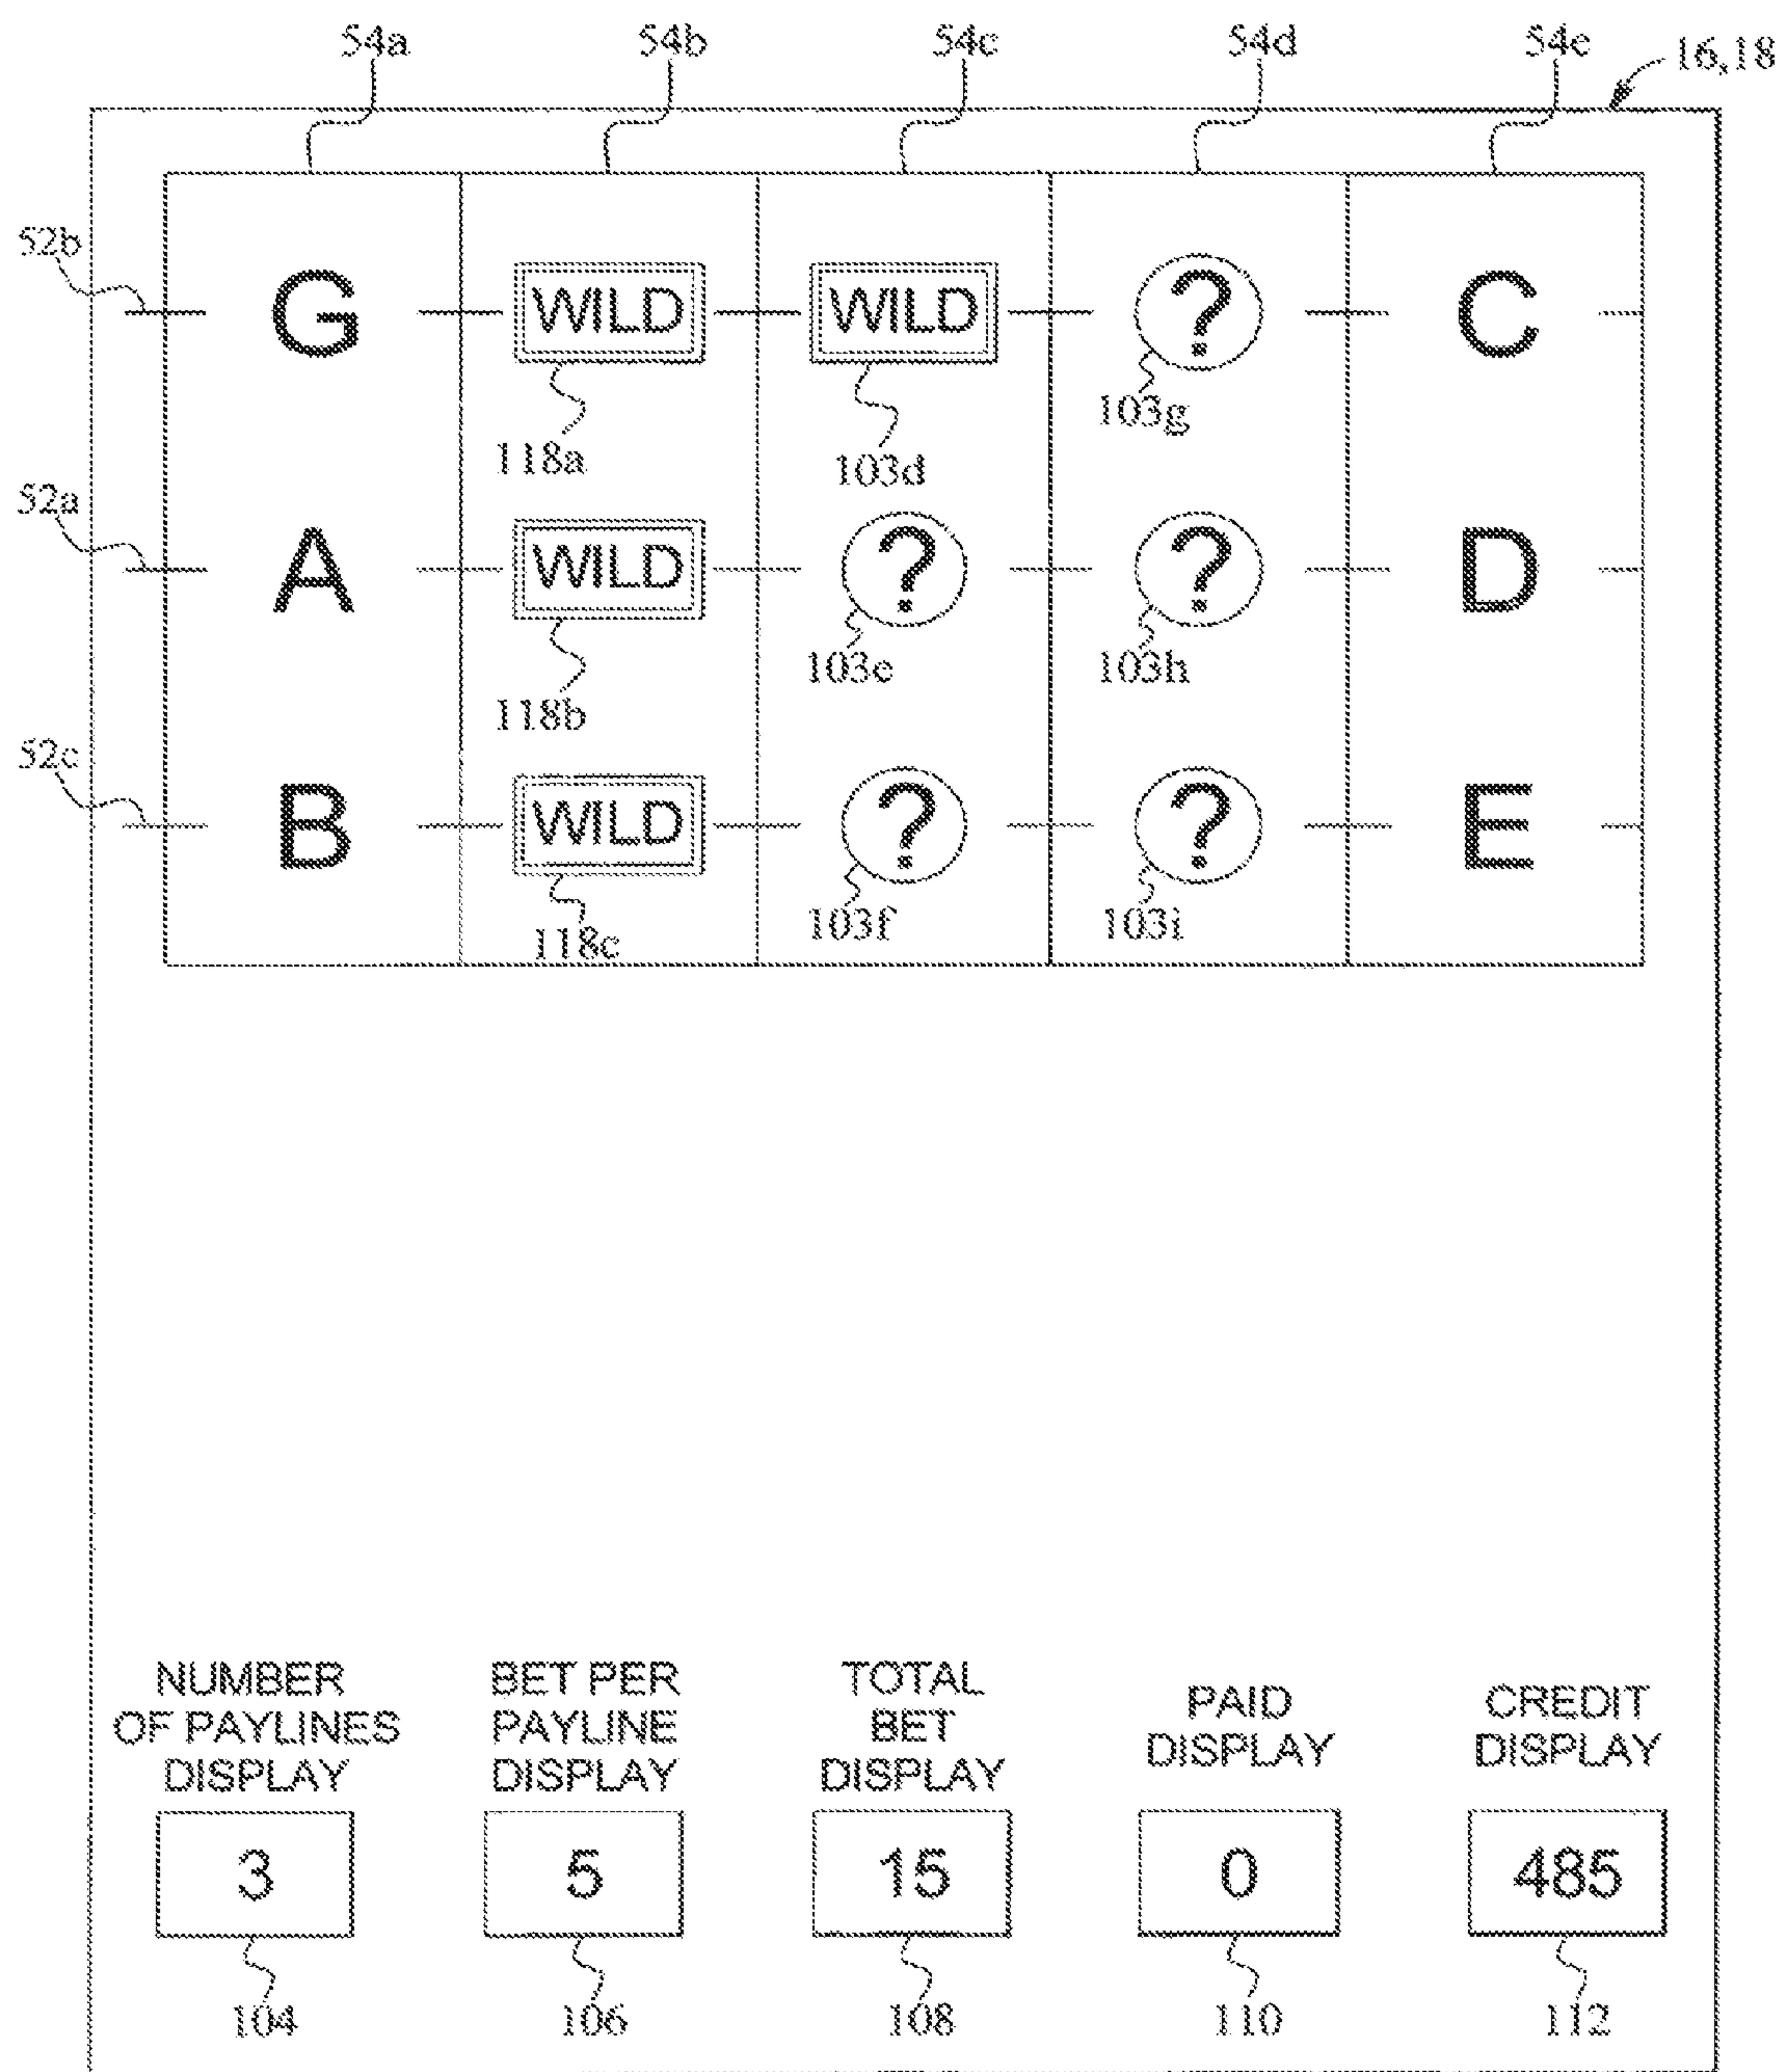 54a 54b 54c 54d 54e 16,18
52b G WILD WILD ? C
118a 103d 103g
52a A WILD ? ? D
118b 103e 103h
52c B WILD ? ? E
118c 103f 103i
NUMBER OF PAYLINES DISPLAY
BET PER PAYLINE DISPLAY
TOTAL BET DISPLAY
PAID DISPLAY
CREDIT DISPLAY
3 5 15 0 485
104 106 108 110 112